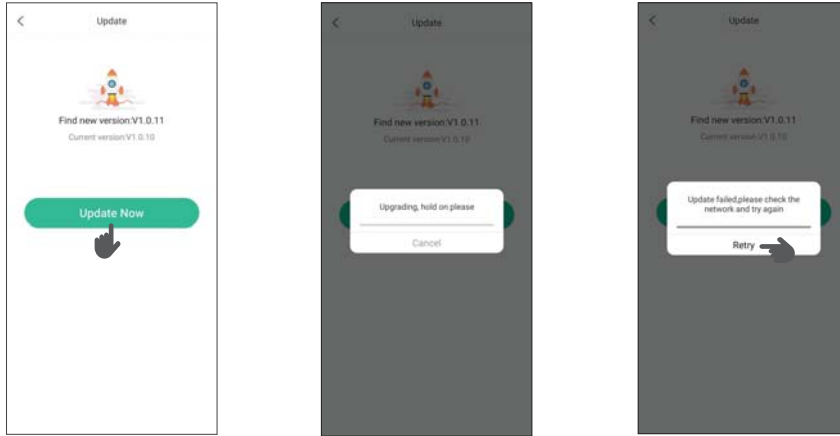 Update
Find new version:V1.0.11
Current version:V1.0.10
Update Now
Update
Find new version:V1.0.11
Current version:V1.0.10
Upgrading, hold on please
Cancel
Update
Find new version:V1.0.11
Current version:V1.0.10
Update failed,please check the
network and try again
Retry